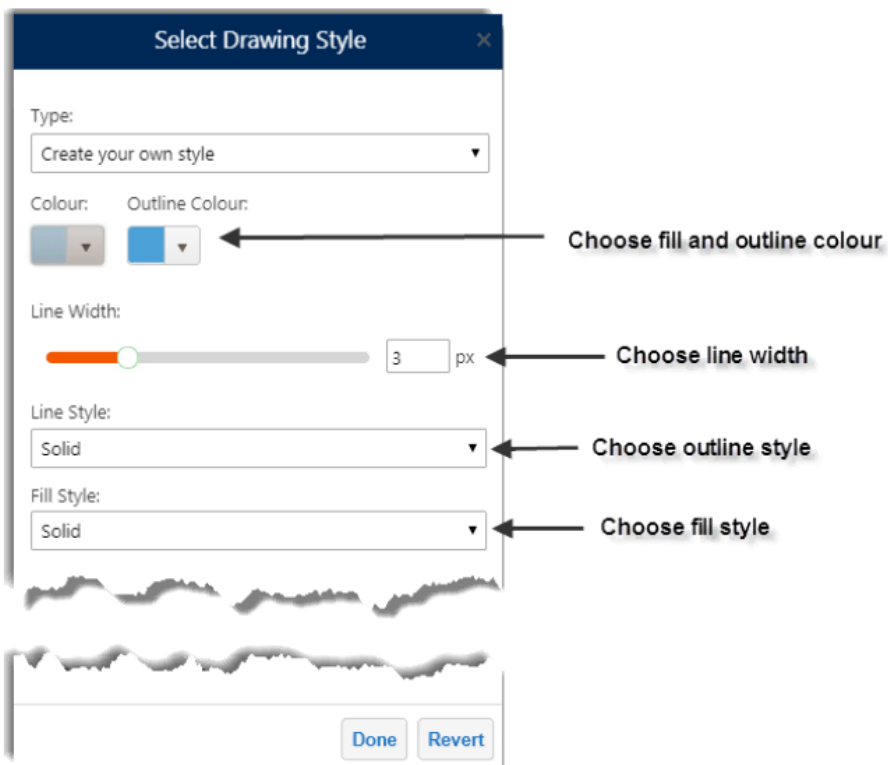 Select Drawing Style ×
Type:
Create your own style
Colour: Outline Colour:
Choose fill and outline colour
Line Width:
3 px
Choose line width
Line Style:
Solid
Choose outline style
Fill Style:
Solid
Choose fill style
Done Revert